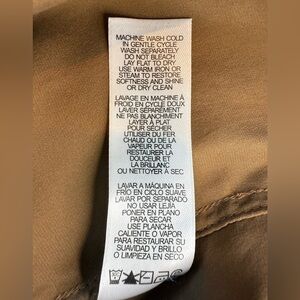 MACHINE WASH COLD
IN GENTLE CYCLE
WASH SEPARATELY
DO NOT BLEACH
LAY FLAT TO DRY
USE WARM IRON OR
STEAM TO RESTORE
SOFTNESS AND SHINE
OR DRY CLEAN
LAVAGE EN MACHINE À
FROID EN CYCLE DOUX
LAVER SÉPARÉMENT
NE PAS BLANCHIMENT
LAYER À PLAT
POUR SÉCHER
UTILISER DU FER
CHAUD OU DE LA
VAPEUR POUR
RESTAURER LA
DOUCEUR ET
LA BRILLANC
OU NETTOYER À SEC
LAVAR A MÁQUINA EN
FRÍO EN CICLO SUAVE
LAVAR POR SEPARADO
NO USAR LEJÍA
PONER EN PLANO
PARA SECAR
USE PLANCHA
CALIENTE O VAPOR
PARA RESTAURAR SU
SUAVIDAD Y BRILLO
O LIMPIEZA EN SECO